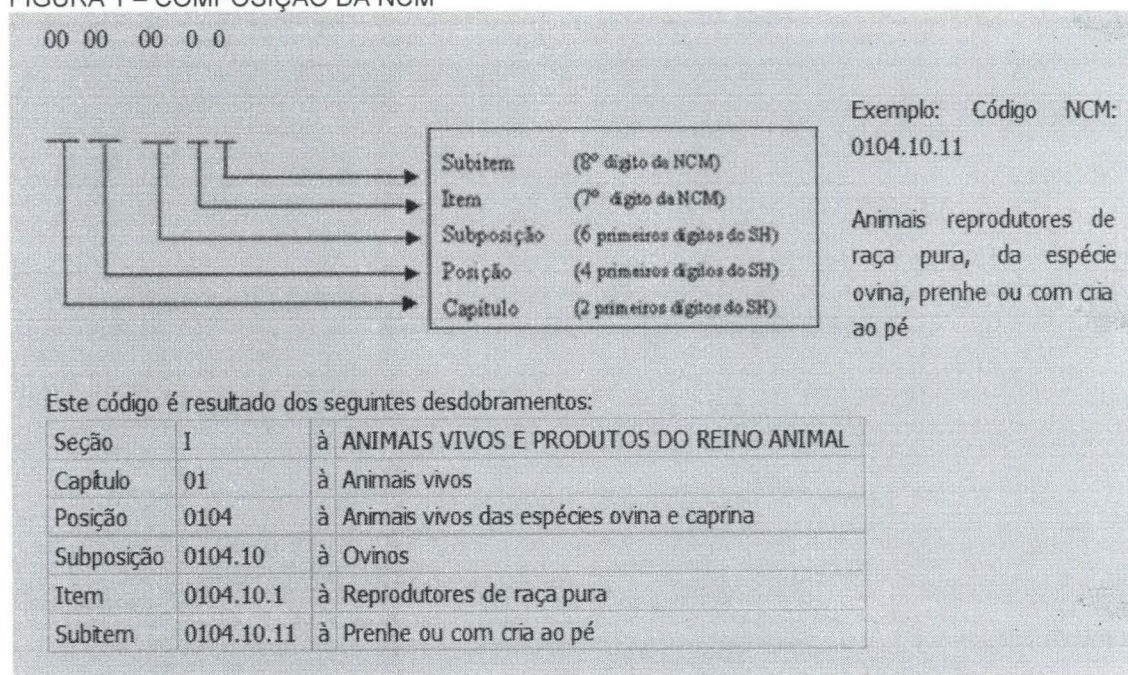 FIGURA 1 – COMPOSIÇÃO DA NCM
00 00 00 0 0
Subitem (8º dígito da NCM)
Item (7º dígito da NCM)
Subposição (6 primeiros dígitos do SH)
Posição (4 primeiros dígitos do SH)
Capítulo (2 primeiros dígitos do SH)
Exemplo: Código NCM:
0104.10.11
Animais reprodutores de
raça pura, da espécie
ovina, prenhe ou com cria
ao pé
Este código é resultado dos seguintes desdobramentos:
Seção I à ANIMAIS VIVOS E PRODUTOS DO REINO ANIMAL
Capítulo 01 à Animais vivos
Posição 0104 à Animais vivos das espécies ovina e caprina
Subposição 0104.10 à Ovinos
Item 0104.10.1 à Reprodutores de raça pura
Subitem 0104.10.11 à Prenhe ou com cria ao pé